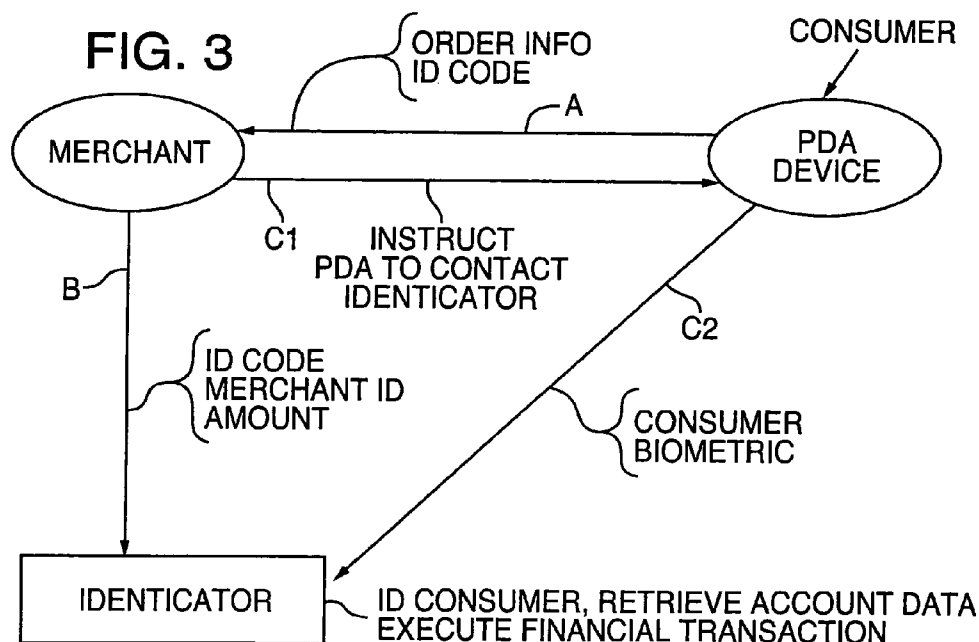 FIG. 3
ORDER INFO
ID CODE
CONSUMER
A
MERCHANT
PDA
DEVICE
C1
INSTRUCT
PDA TO CONTACT
IDENTICATOR
B
C2
ID CODE
MERCHANT ID
AMOUNT
CONSUMER
BIOMETRIC
IDENTICATOR
ID CONSUMER, RETRIEVE ACCOUNT DATA
EXECUTE FINANCIAL TRANSACTION